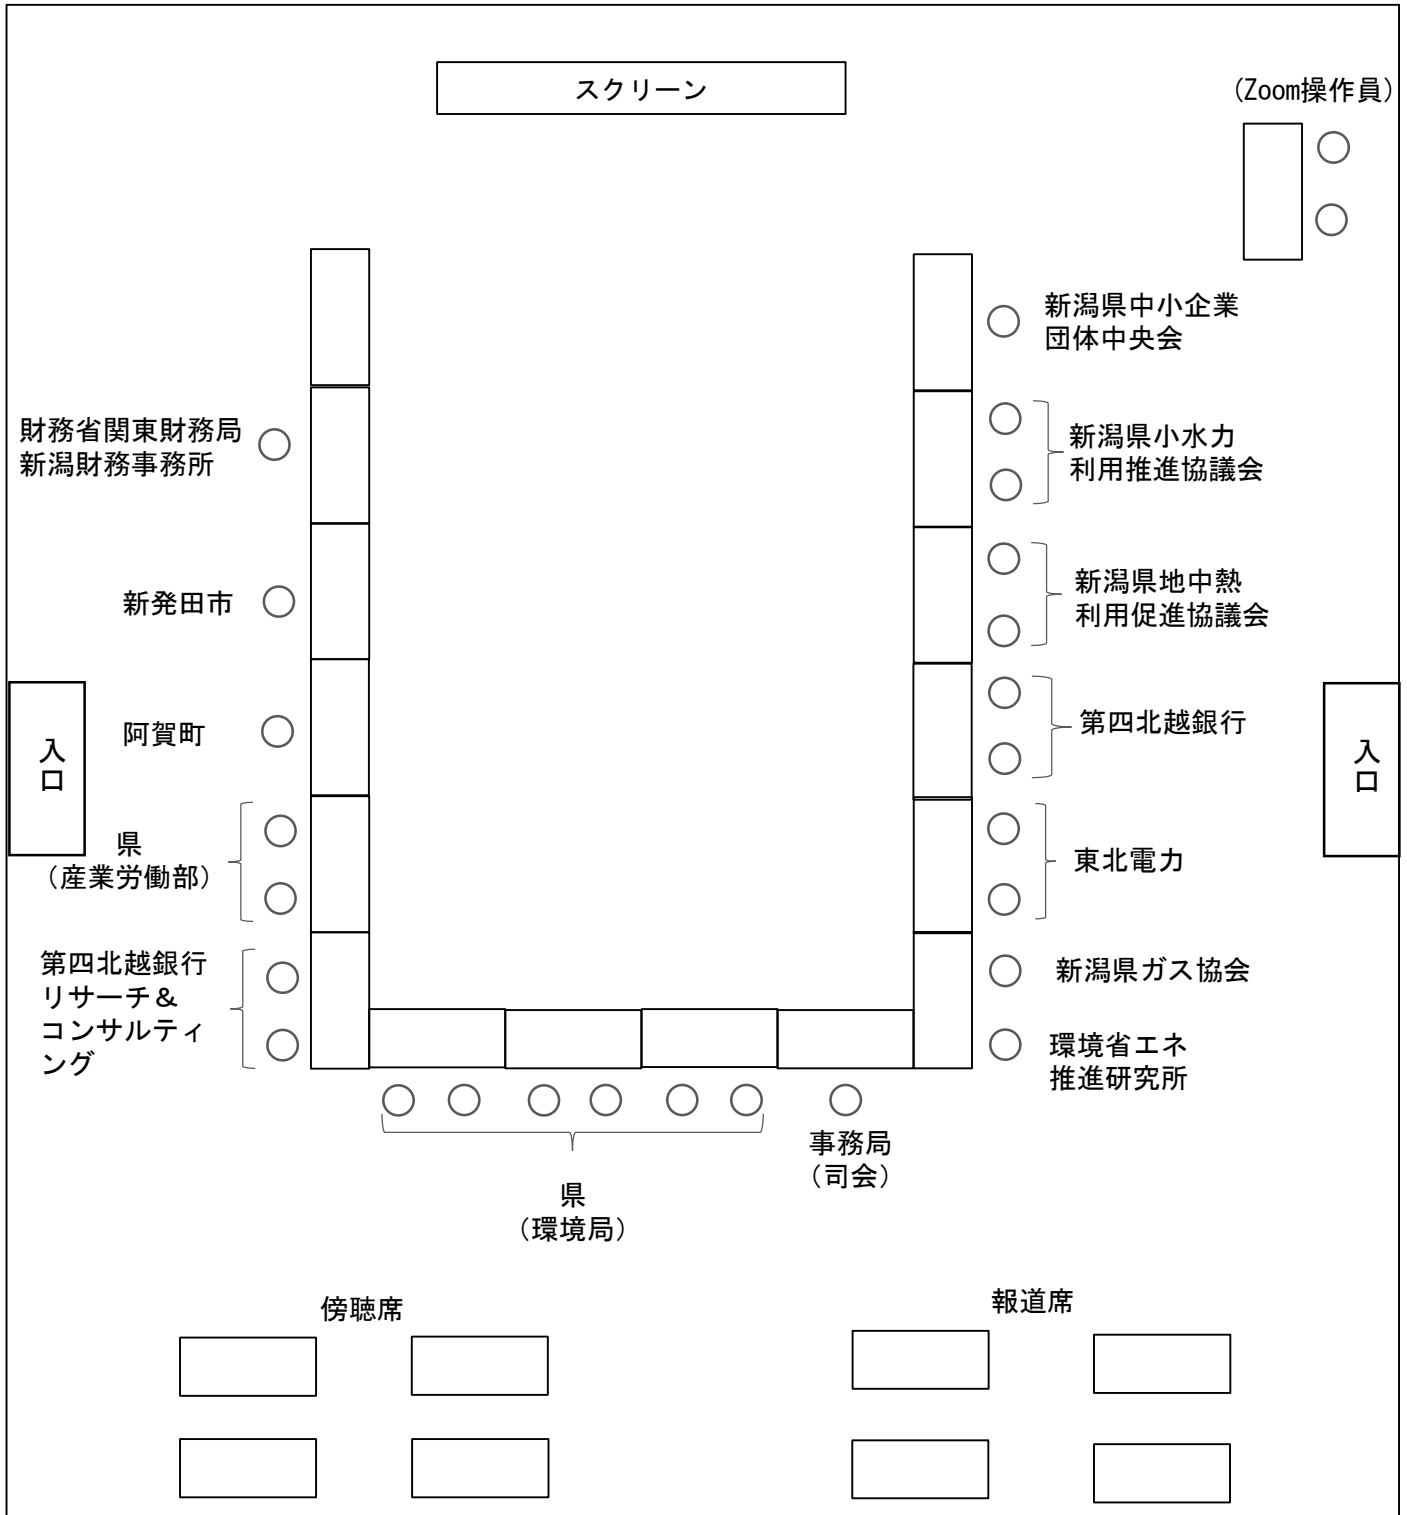 スクリーン
(Zoom操作員)
新潟県中小企業
団体中央会
財務省関東財務局
新潟財務事務所
新潟県小水力
利用推進協議会
新発田市
新潟県地中熱
利用促進協議会
阿賀町
第四北越銀行
入口
入口
県
（産業労働部）
東北電力
第四北越銀行
リサーチ＆
コンサルティ
ング
新潟県ガス協会
環境省エネ
推進研究所
事務局
（司会）
県
（環境局）
傍聴席
報道席